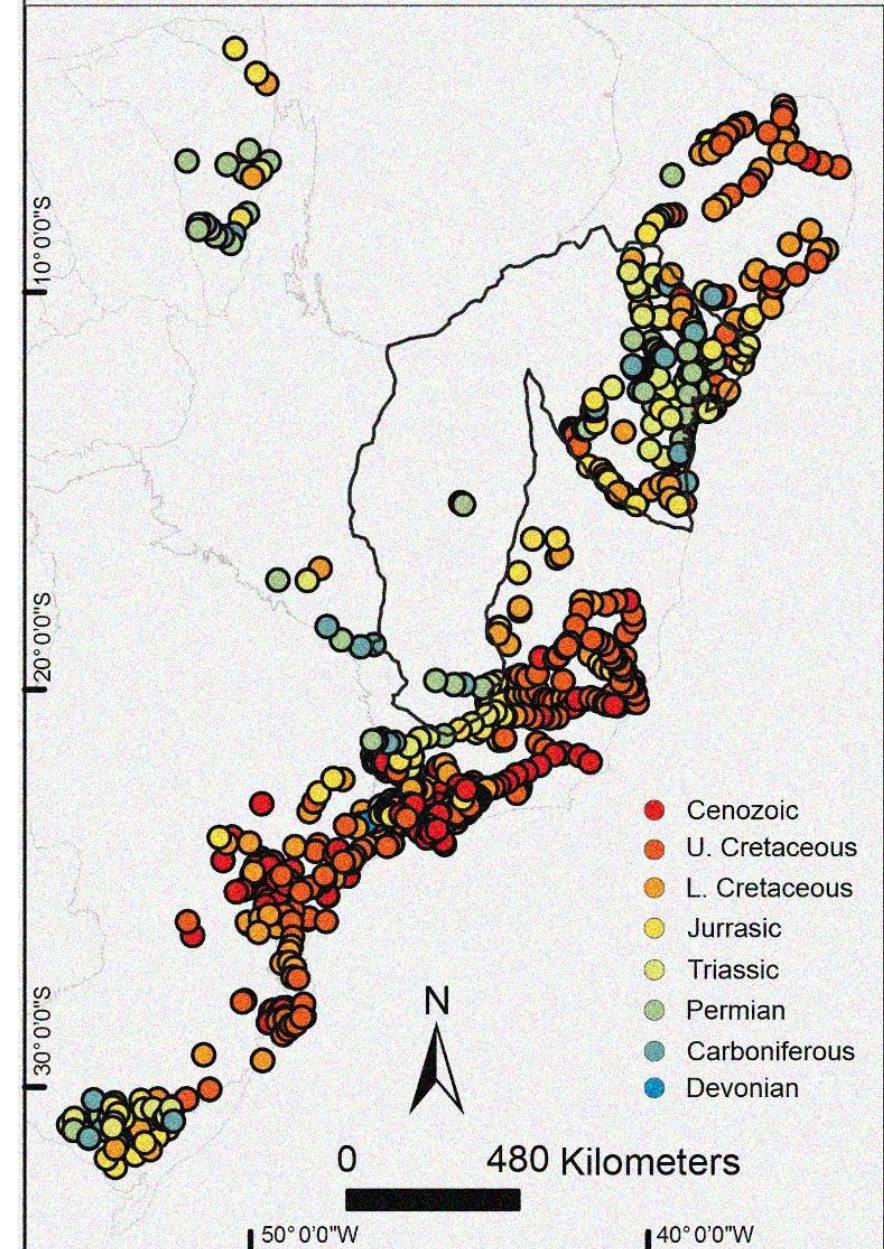 10° 0'0"S
20° 0'0"S
30° 0'0"S
Cenozoic
U. Cretaceous
L. Cretaceous
Jurrasic
Triassic
Permian
Carboniferous
Devonian
N
0 480 Kilometers
50° 0'0"W 40° 0'0"W